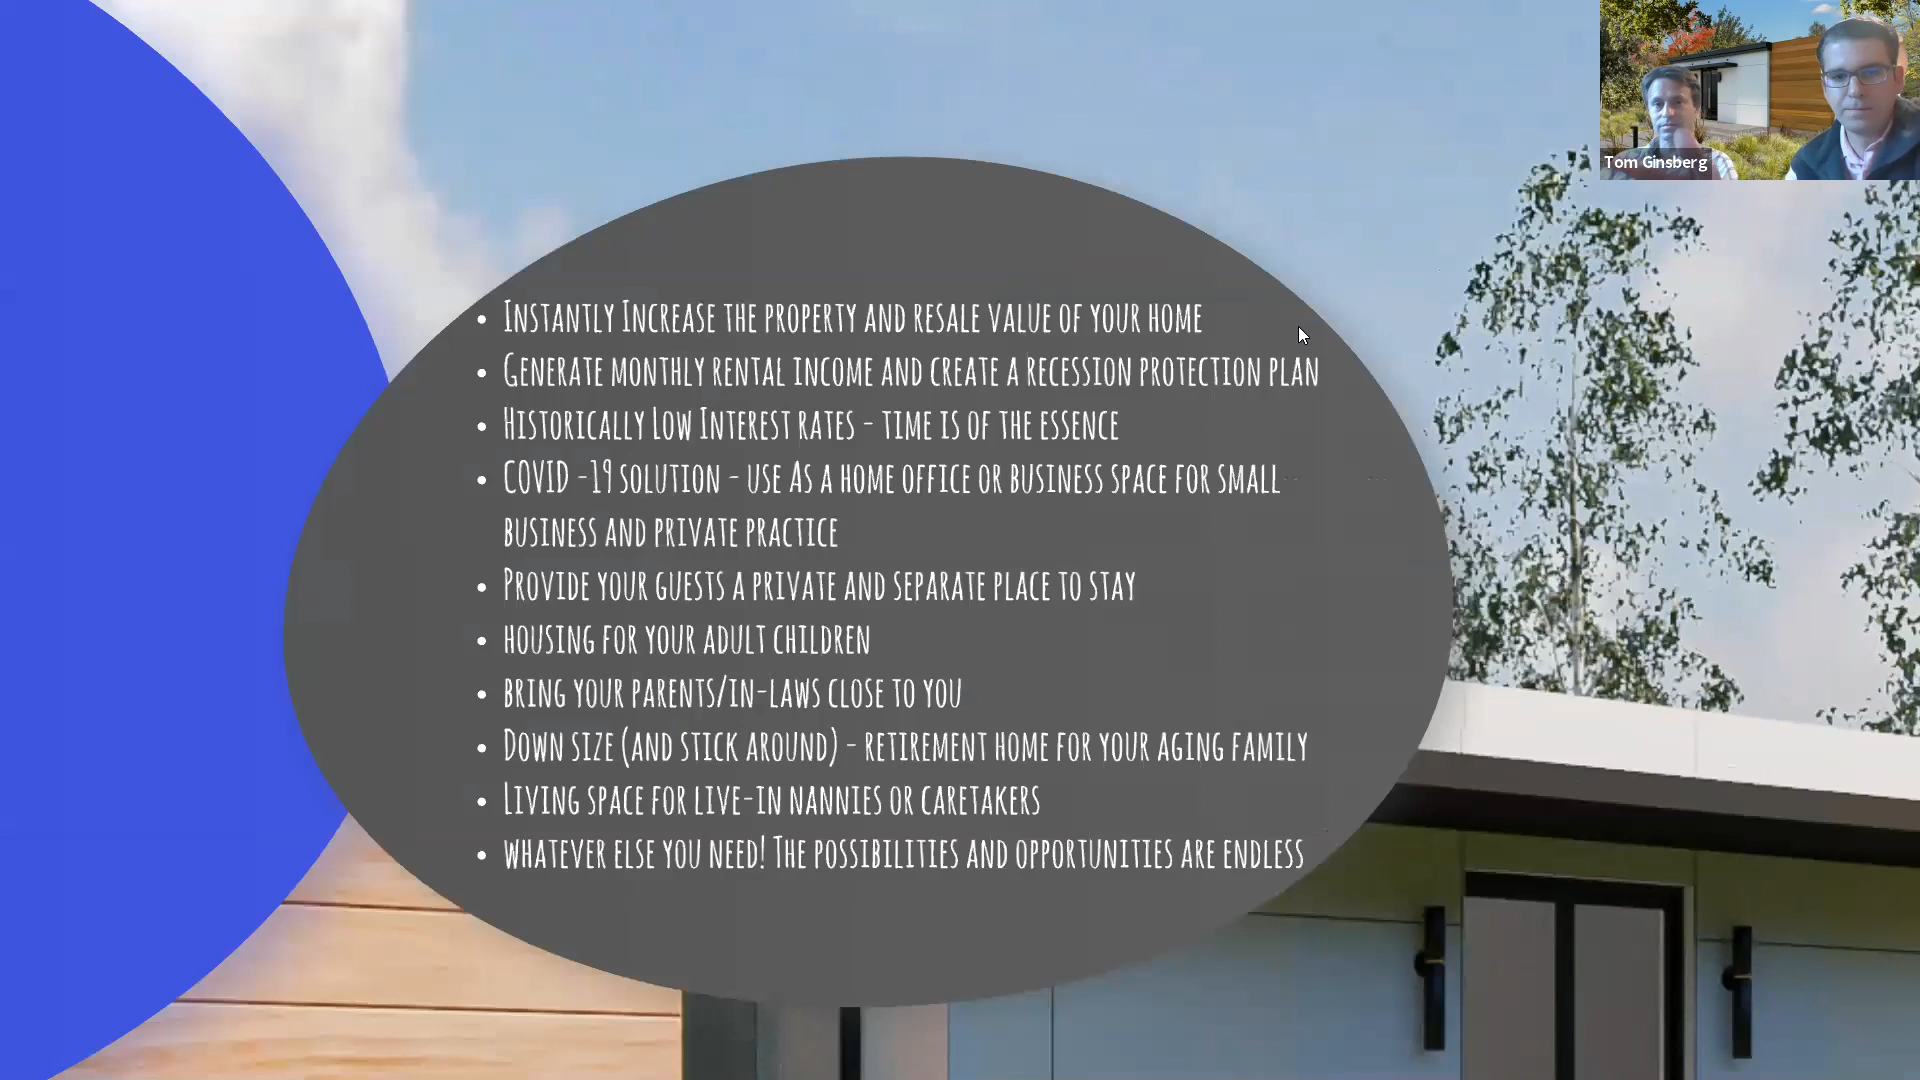 Tom Ginsberg
• Instantly Increase the property and resale value of your home
• Generate monthly rental income and create a recession protection plan
• Historically Low Interest rates - time is of the essence
• COVID -19 solution - use As a home office or business space for small
business and private practice
• Provide your guests a private and separate place to stay
• housing for your adult children
• bring your parents/in-laws close to you
• Down size (and stick around) - retirement home for your aging family
• Living space for live-in nannies or caretakers
• whatever else you need! The possibilities and opportunities are endless